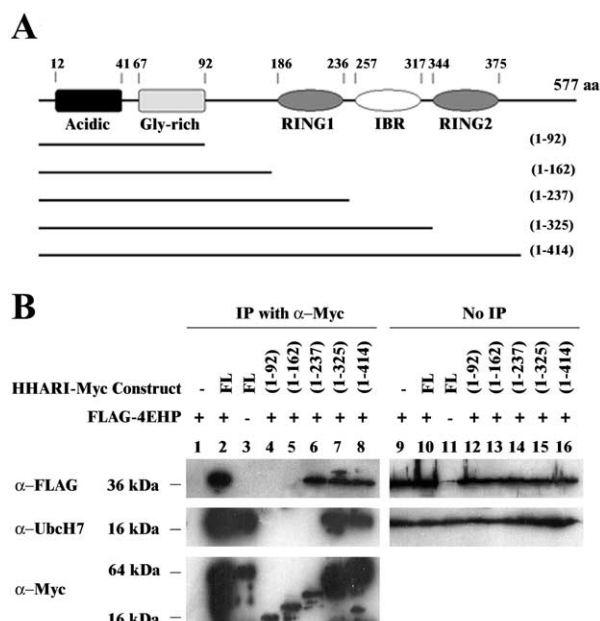 A
12 41 67 92 186 236 257 317 344 375
577 aa
Acidic Gly-rich RING1 IBR RING2
(1-92)
(1-162)
(1-237)
(1-325)
(1-414)
B
IP with α–Myc No IP
HHARI-Myc Construct - FL FL (1-92) (1-162) (1-237) (1-325) (1-414) - FL FL (1-92) (1-162) (1-237) (1-325) (1-414)
FLAG-4EHP + + - + + + + + + + - + + + + +
1 2 3 4 5 6 7 8 9 10 11 12 13 14 15 16
α–FLAG 36 kDa –
α–UbcH7 16 kDa –
64 kDa –
α–Myc
16 kDa –